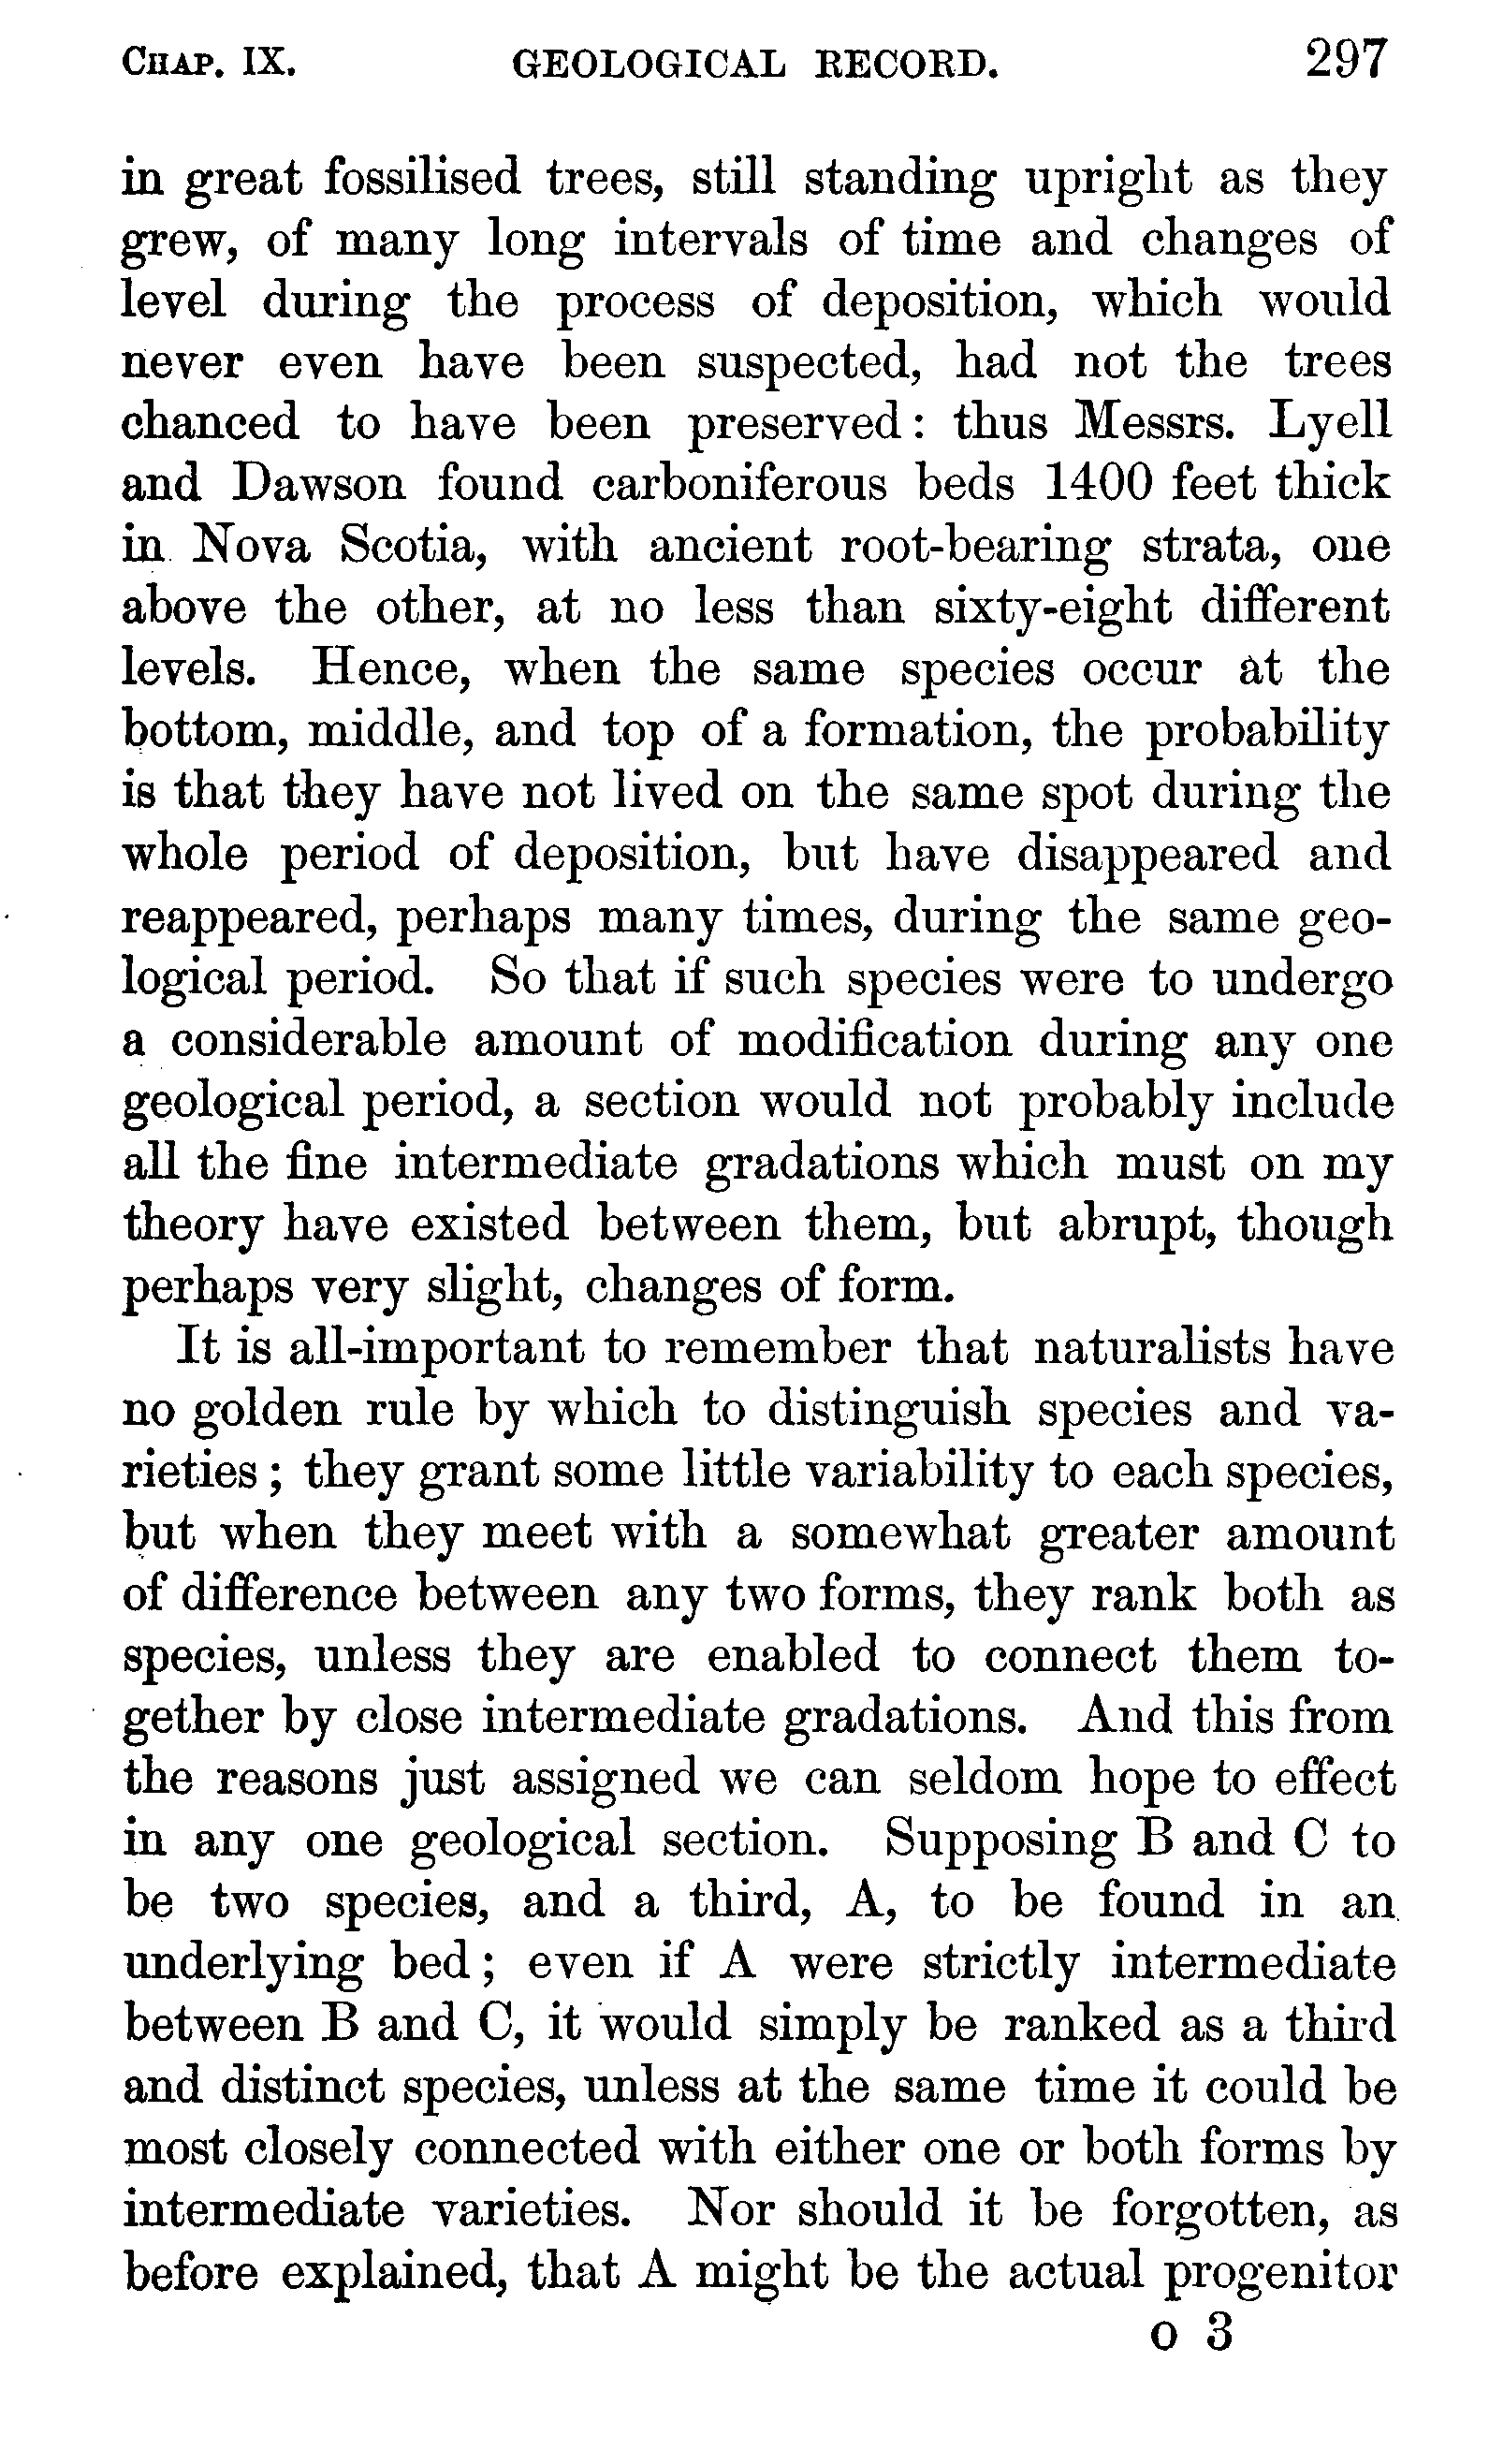 CHAP. IX. GEOLOGICAL RECORD. 297
in great fossilised trees, still standing upright as they
grew, of many long intervals of time and changes of
level during the process of deposition, which would
never even have been suspected, had not the trees
chanced to have been preserved: thus Messrs. Lyell
and Dawson found carboniferous beds 1400 feet thick
in Nova Scotia, with ancient root-bearing strata, one
above the other, at no less than sixty-eight different
levels. Hence, when the same species occur at the
bottom, middle, and top of a formation, the probability
is that they have not lived on the same spot during the
whole period of deposition, but have disappeared and
reappeared, perhaps many times, during the same geo-
logical period. So that if such species were to undergo
a considerable amount of modification during any one
geological period, a section would not probably include
all the fine intermediate gradations which must on my
theory have existed between them, but abrupt, though
perhaps very slight, changes of form.
It is all-important to remember that naturalists have
no golden rule by which to distinguish species and va-
rieties; they grant some little variability to each species,
but when they meet with a somewhat greater amount
of difference between any two forms, they rank both as
species, unless they are enabled to connect them to-
gether by close intermediate gradations. And this from
the reasons just assigned we can seldom hope to effect
in any one geological section. Supposing B and C to
be two species, and a third, A, to be found in an
underlying bed; even if A were strictly intermediate
between B and C, it would simply be ranked as a third
and distinct species, unless at the same time it could be
most closely connected with either one or both forms by
intermediate varieties. Nor should it be forgotten, as
before explained, that A might be the actual progenitor
O 3